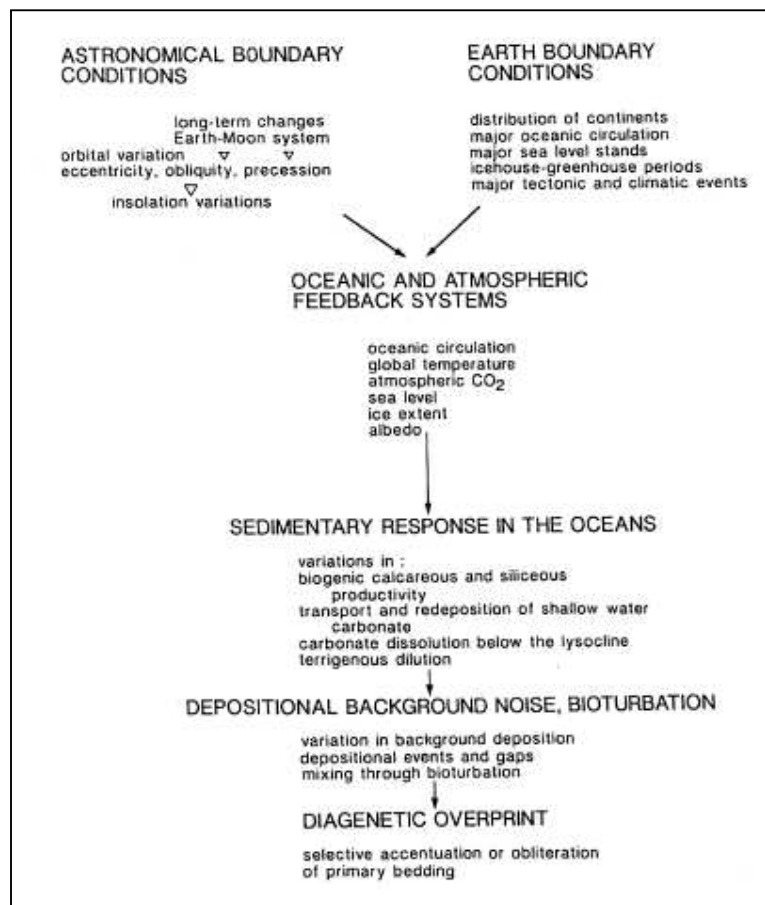 ASTRONOMICAL BOUNDARY
CONDITIONS
long-term changes
Earth-Moon system
orbital variation ▽ ▽
eccentricity, obliquity, precession
▽
insolation variations
EARTH BOUNDARY
CONDITIONS
distribution of continents
major oceanic circulation
major sea level stands
icehouse-greenhouse periods
major tectonic and climatic events
OCEANIC AND ATMOSPHERIC
FEEDBACK SYSTEMS
oceanic circulation
global temperature
atmospheric CO₂
sea level
ice extent
albedo
SEDIMENTARY RESPONSE IN THE OCEANS
variations in :
biogenic calcareous and siliceous
productivity
transport and redeposition of shallow water
carbonate
carbonate dissolution below the lysocline
terrigenous dilution
DEPOSITIONAL BACKGROUND NOISE, BIOTURBATION
variation in background deposition
depositional events and gaps
mixing through bioturbation
DIAGENETIC OVERPRINT
selective accentuation or obliteration
of primary bedding